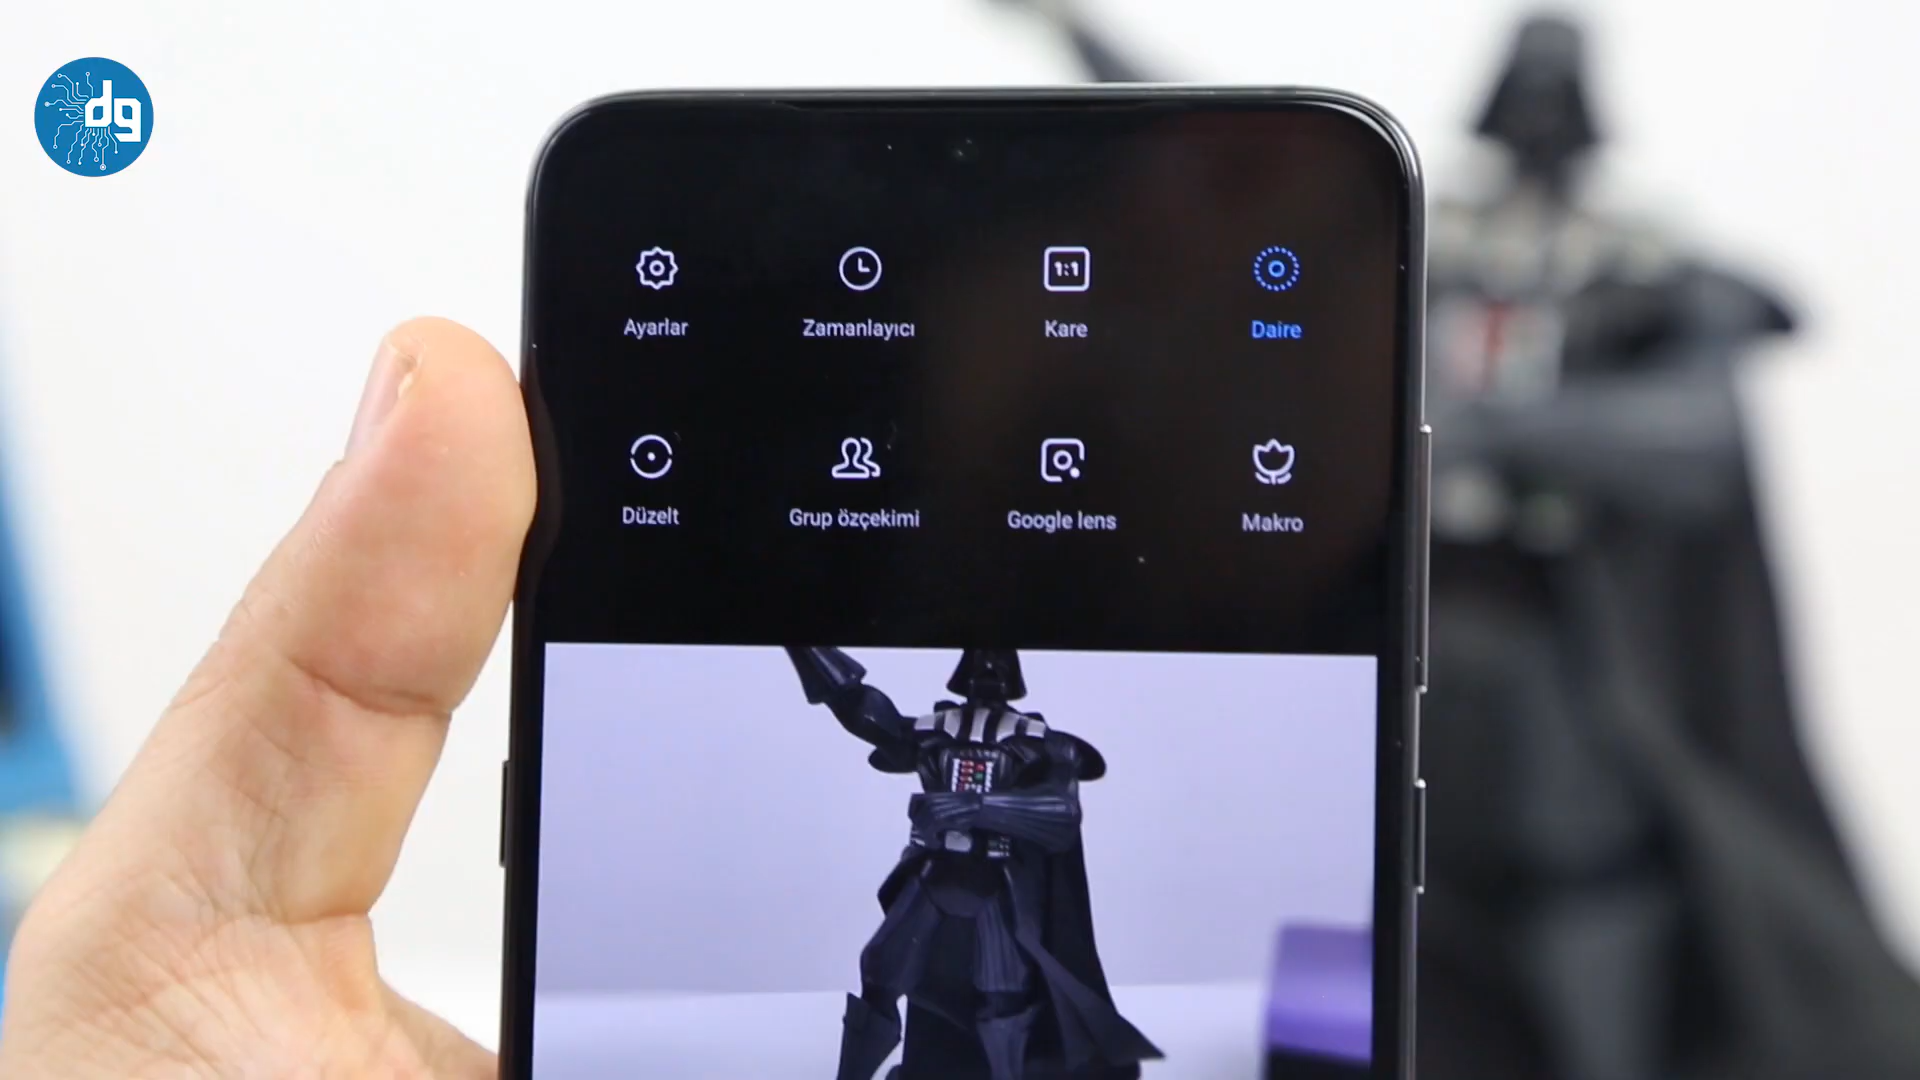 dg
Ayarlar
Zamanlayıcı
1:1
Kare
Daire
Düzelt
Grup özçekimi
Google lens
Makro